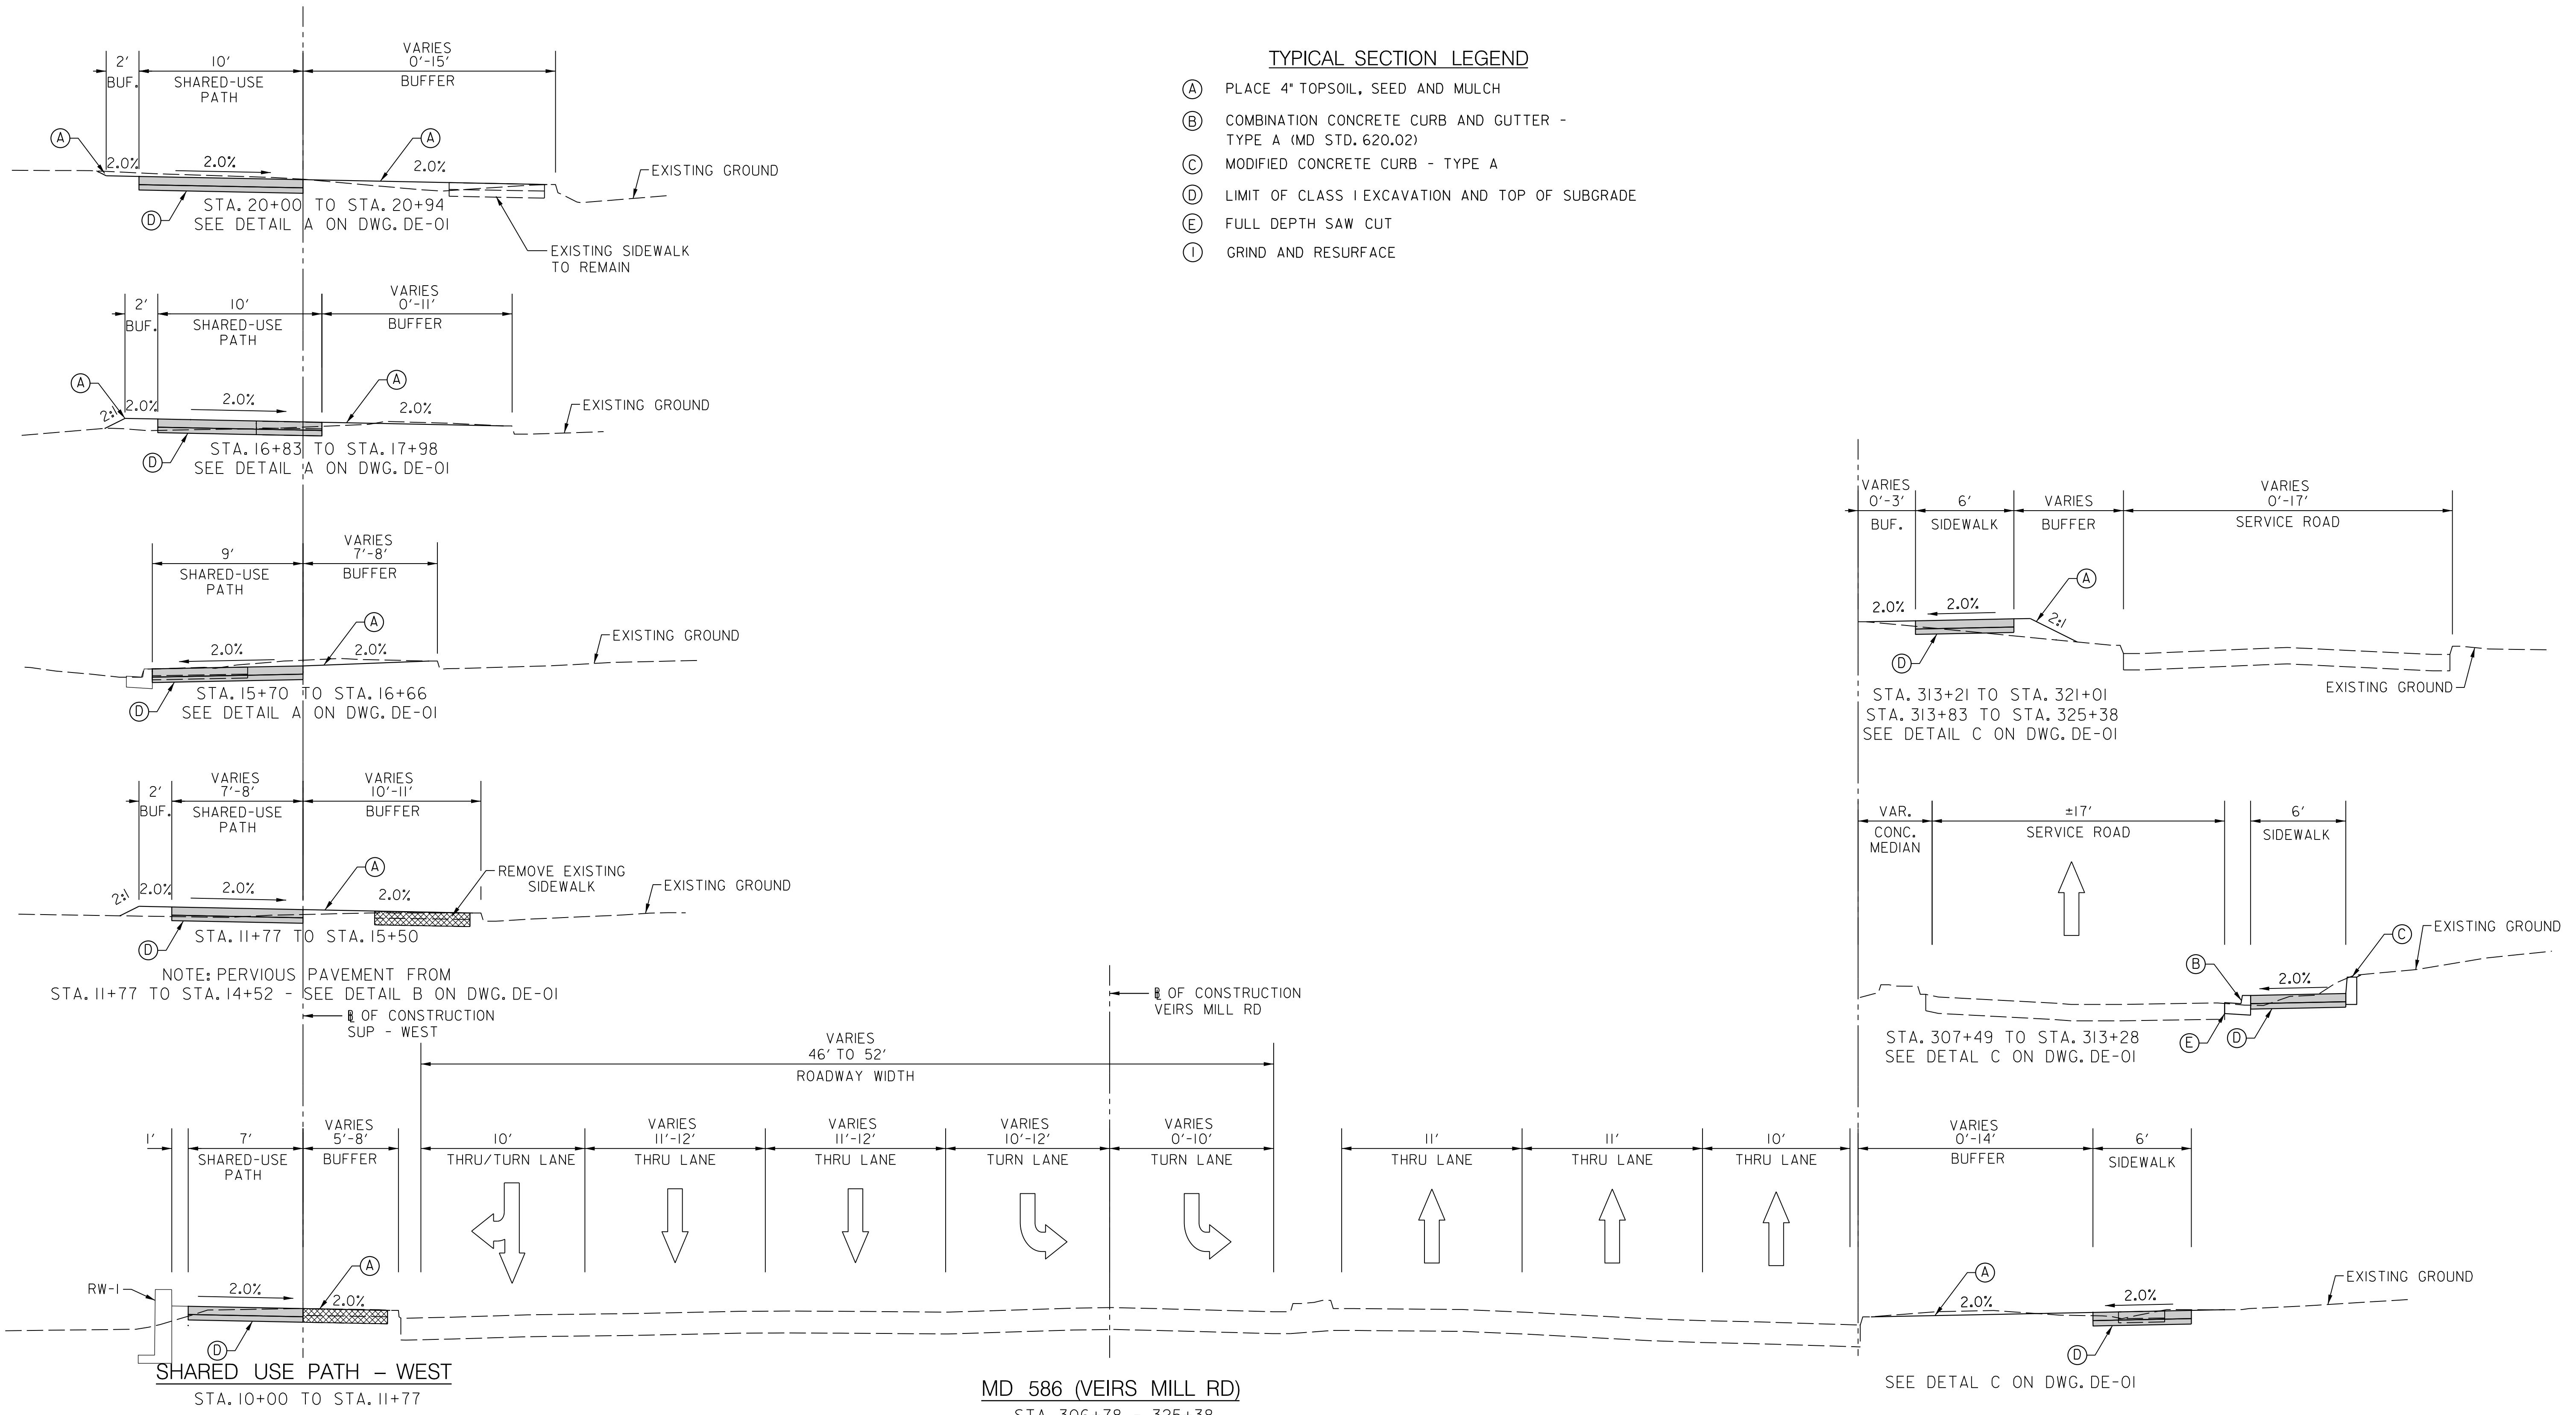 TYPICAL SECTION LEGEND
A PLACE 4" TOPSOIL, SEED AND MULCH
B COMBINATION CONCRETE CURB AND GUTTER -
TYPE A (MD STD. 620.02)
C MODIFIED CONCRETE CURB - TYPE A
D LIMIT OF CLASS 1 EXCAVATION AND TOP OF SUBGRADE
E FULL DEPTH SAW CUT
1 GRIND AND RESURFACE
VARIES
2' 10' 0'-15'
BUF. SHARED-USE BUFFER
PATH
A A
2.0% 2.0% 2.0%
EXISTING GROUND
D
STA. 20+00 TO STA. 20+94
SEE DETAIL A ON DWG. DE-01
EXISTING SIDEWALK
TO REMAIN
VARIES
2' 10' 0'-11'
BUF. SHARED-USE BUFFER
PATH
A A
2:1 2.0% 2.0% 2.0%
EXISTING GROUND
D
STA. 16+83 TO STA. 17+98
SEE DETAIL A ON DWG. DE-01
VARIES
9' 7'-8'
SHARED-USE BUFFER
PATH
A
2.0% 2.0%
EXISTING GROUND
D
STA. 15+70 TO STA. 16+66
SEE DETAIL A ON DWG. DE-01
VARIES VARIES
2' 7'-8' 10'-11'
BUF. SHARED-USE BUFFER
PATH
A
REMOVE EXISTING
SIDEWALK
2:1 2.0% 2.0% 2.0%
EXISTING GROUND
D
STA. 11+77 TO STA. 15+50
NOTE: PERVIOUS PAVEMENT FROM
STA. 11+77 TO STA. 14+52 - SEE DETAIL B ON DWG. DE-01
OF CONSTRUCTION
SUP - WEST
VARIES
0'-3' 6' VARIES
BUF. SIDEWALK BUFFER
VARIES
0'-17'
SERVICE ROAD
A
2.0% 2.0% 2:1
D
STA. 313+21 TO STA. 321+01
STA. 313+83 TO STA. 325+38
SEE DETAIL C ON DWG. DE-01
EXISTING GROUND
VAR. ±17' 6'
CONC. SERVICE ROAD SIDEWALK
MEDIAN
C
EXISTING GROUND
B
2.0%
E D
STA. 307+49 TO STA. 313+28
SEE DETAL C ON DWG. DE-01
OF CONSTRUCTION
VEIRS MILL RD
VARIES
46' TO 52'
ROADWAY WIDTH
VARIES
1' 7' 5'-8'
SHARED-USE BUFFER
PATH
10'
THRU/TURN LANE
VARIES
11'-12'
THRU LANE
VARIES
11'-12'
THRU LANE
VARIES
10'-12'
TURN LANE
VARIES
0'-10'
TURN LANE
11'
THRU LANE
11'
THRU LANE
10'
THRU LANE
VARIES
0'-14'
BUFFER
6'
SIDEWALK
RW-1
A
2.0% 2.0%
D
A
2.0% 2.0%
EXISTING GROUND
D
SHARED USE PATH - WEST
STA. 10+00 TO STA. 11+77
MD 586 (VEIRS MILL RD)
STA. 306+78 - 325+38
SEE DETAL C ON DWG. DE-01